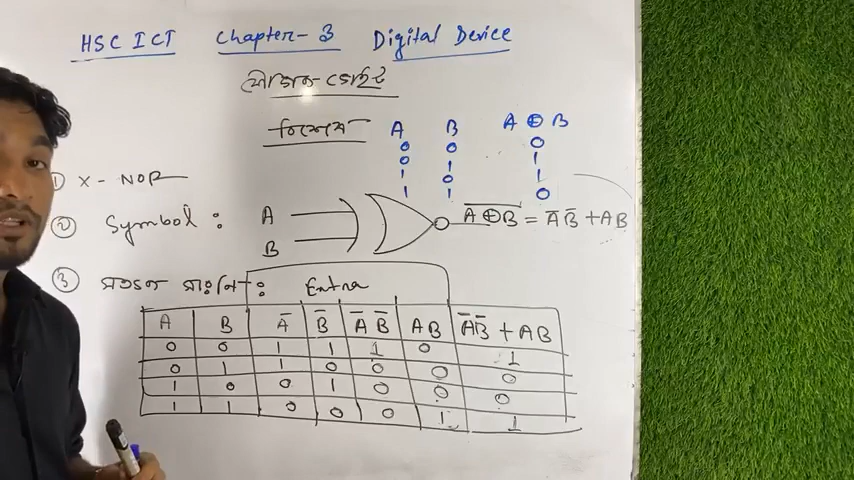 HSC ICT Chapter-3 Digital Device
যৌগিক গেইট
বিশেষ
A B A ⊕ B
0 0 0
0 1 1
1 0 1
1 1 0
① X-NOR
② Symbol : A B $\overline{A ⊕ B}$ = A̅ B̅ + AB
③ সত্যক সারণি : Extra
A B A̅ B̅ A̅ B̅ AB A̅B̅ + AB
0 0 1 1 1 0 1
0 1 1 0 0 0 0
1 0 0 1 0 0 0
1 1 0 0 0 1 1